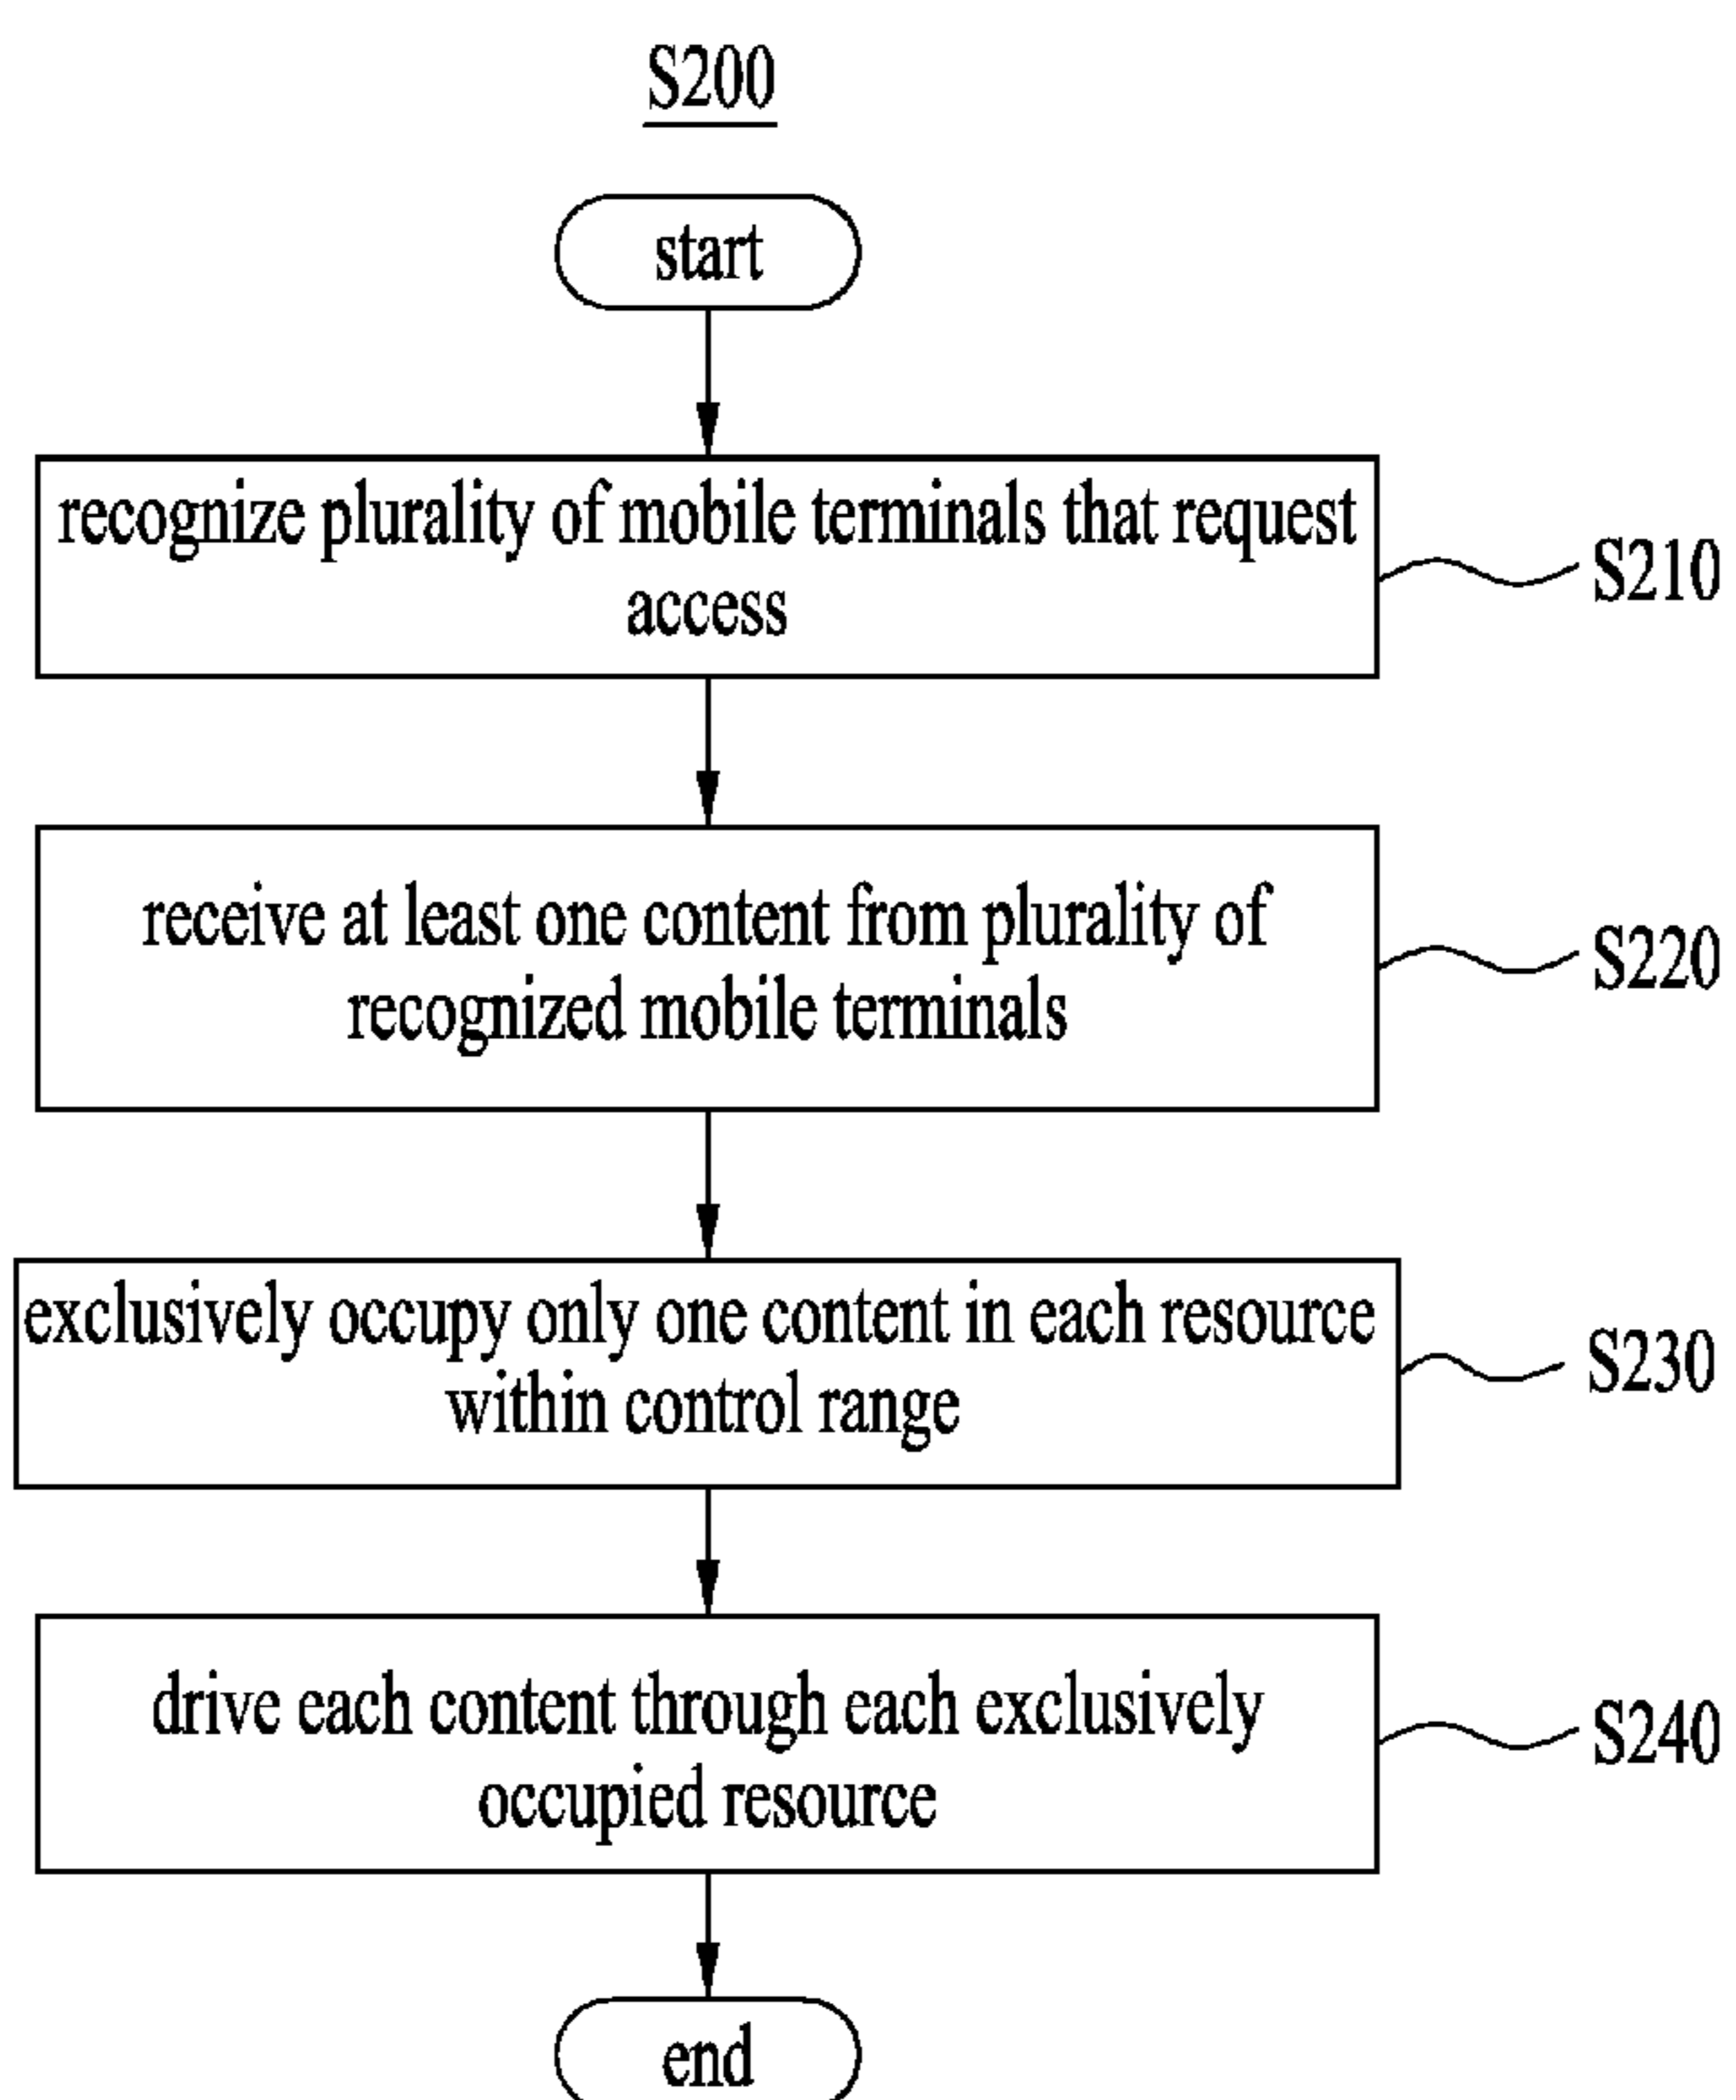 S200
start
recognize plurality of mobile terminals that request
access
S210
receive at least one content from plurality of
recognized mobile terminals
S220
exclusively occupy only one content in each resource
within control range
S230
drive each content through each exclusively
occupied resource
S240
end